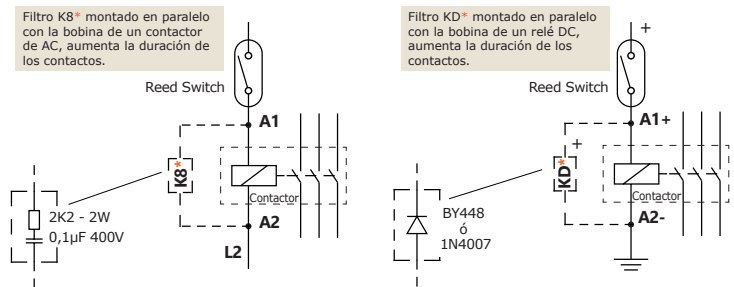 Filtro K8* montado en paralelo
con la bobina de un contactor
de AC, aumenta la duración de
los contactos.
Reed Switch
A1
K8*
Contactor
2K2 - 2W
0,1µF 400V
A2
L2
Filtro KD* montado en paralelo
con la bobina de un relé DC,
aumenta la duración de los
contactos.
+
Reed Switch
A1+
+
KD*
Contactor
BY448
ó
1N4007
A2-